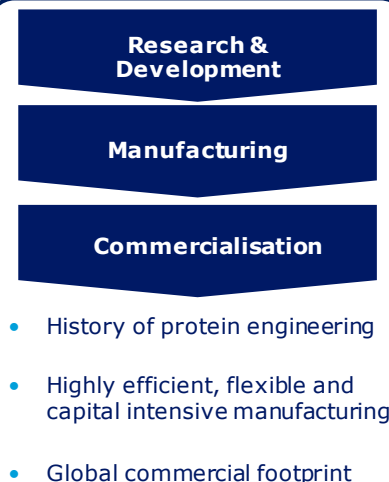 Research &
Development
Manufacturing
Commercialisation
• History of protein engineering
• Highly efficient, flexible and
capital intensive manufacturing
• Global commercial footprint